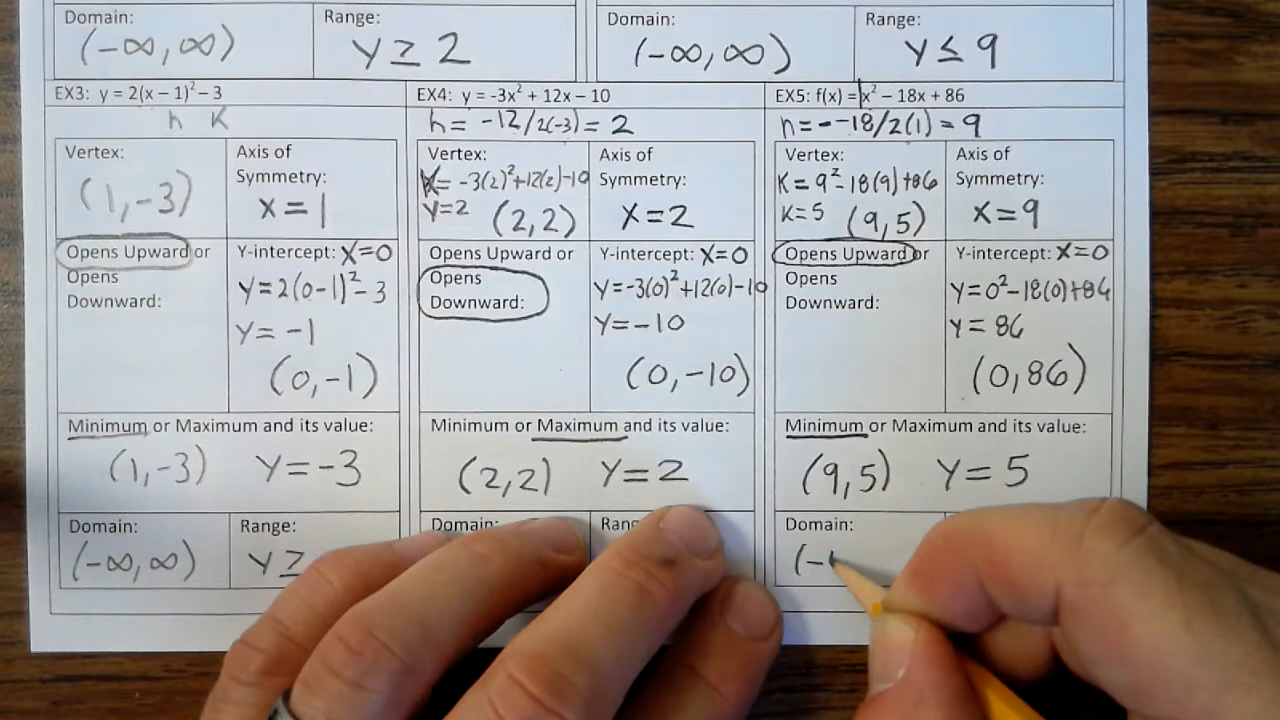 Domain:
(-∞, ∞)
Range:
y ≥ 2
Domain:
(-∞, ∞)
Range:
y ≤ 9
EX3: y = 2(x – 1)² – 3
h K
Vertex:
(1, -3)
Axis of
Symmetry:
x = 1
Opens Upward or
Opens
Downward:
Y-intercept: X=0
y = 2(0-1)² - 3
y = -1
(0, -1)
Minimum or Maximum and its value:
(1, -3) y = -3
Domain:
(-∞, ∞)
Range:
y ≥
EX4: y = -3x² + 12x – 10
h = -12/2(-3) = 2
Vertex:
K = -3(2)²+12(2)-10
y=2 (2,2)
Axis of
Symmetry:
X=2
Opens Upward or
Opens
Downward:
Y-intercept: X=0
y=-3(0)²+12(0)-10
y=-10
(0, -10)
Minimum or Maximum and its value:
(2,2) y = 2
Domain:
EX5: f(x) = x² – 18x + 86
h = --18/2(1) = 9
Vertex:
K = 9²-18(9)+86
K=5 (9,5)
Axis of
Symmetry:
X=9
Opens Upward or
Opens
Downward:
Y-intercept: X=0
y=0²-18(0)+86
y = 86
(0,86)
Minimum or Maximum and its value:
(9,5) y = 5
Domain:
(-